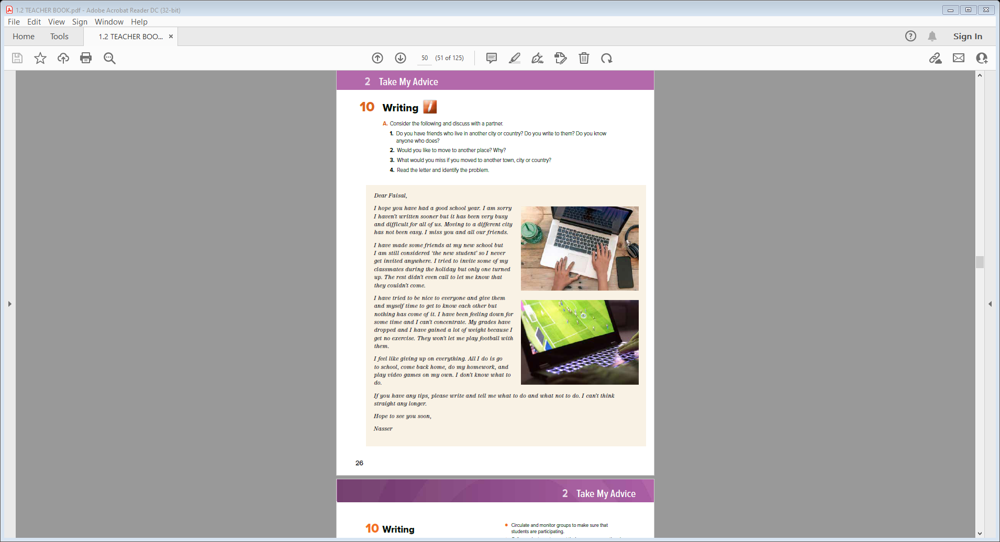 1.2 TEACHER BOOK.pdf - Adobe Acrobat Reader DC (32-bit)
File Edit View Sign Window Help
Home Tools 1.2 TEACHER BOO... × Sign In
50 (51 of 125)
2 Take My Advice
10 Writing
A. Consider the following and discuss with a partner.
1. Do you have friends who live in another city or country? Do you write to them? Do you know
anyone who does?
2. Would you like to move to another place? Why?
3. What would you miss if you moved to another town, city or country?
4. Read the letter and identify the problem.
Dear Faisal,
I hope you have had a good school year. I am sorry
I haven't written sooner but it has been very busy
and difficult for all of us. Moving to a different city
has not been easy. I miss you and all our friends.
I have made some friends at my new school but
I am still considered ‘the new student’ so I never
get invited anywhere. I tried to invite some of my
classmates during the holiday but only one turned
up. The rest didn't even call to let me know that
they couldn't come.
I have tried to be nice to everyone and give them
and myself time to get to know each other but
nothing has come of it. I have been feeling down for
some time and I can't concentrate. My grades have
dropped and I have gained a lot of weight because I
get no exercise. They won't let me play football with
them.
I feel like giving up on everything. All I do is go
to school, come back home, do my homework, and
play video games on my own. I don't know what to
do.
If you have any tips, please write and tell me what to do and what not to do. I can't think
straight any longer.
Hope to see you soon,
Nasser
26
2 Take My Advice
10 Writing
• Circulate and monitor groups to make sure that
students are participating.